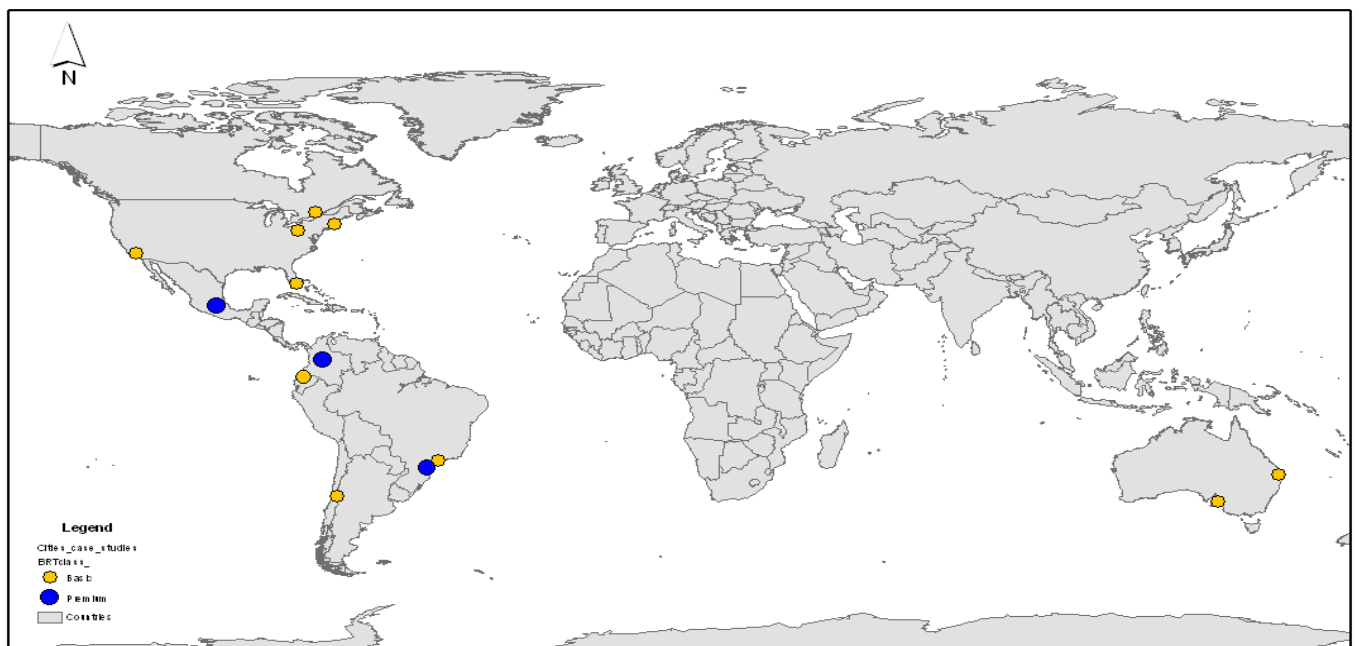 N
Legend
Cities_case_studies
BRTclass_
Basic
Premium
Countries